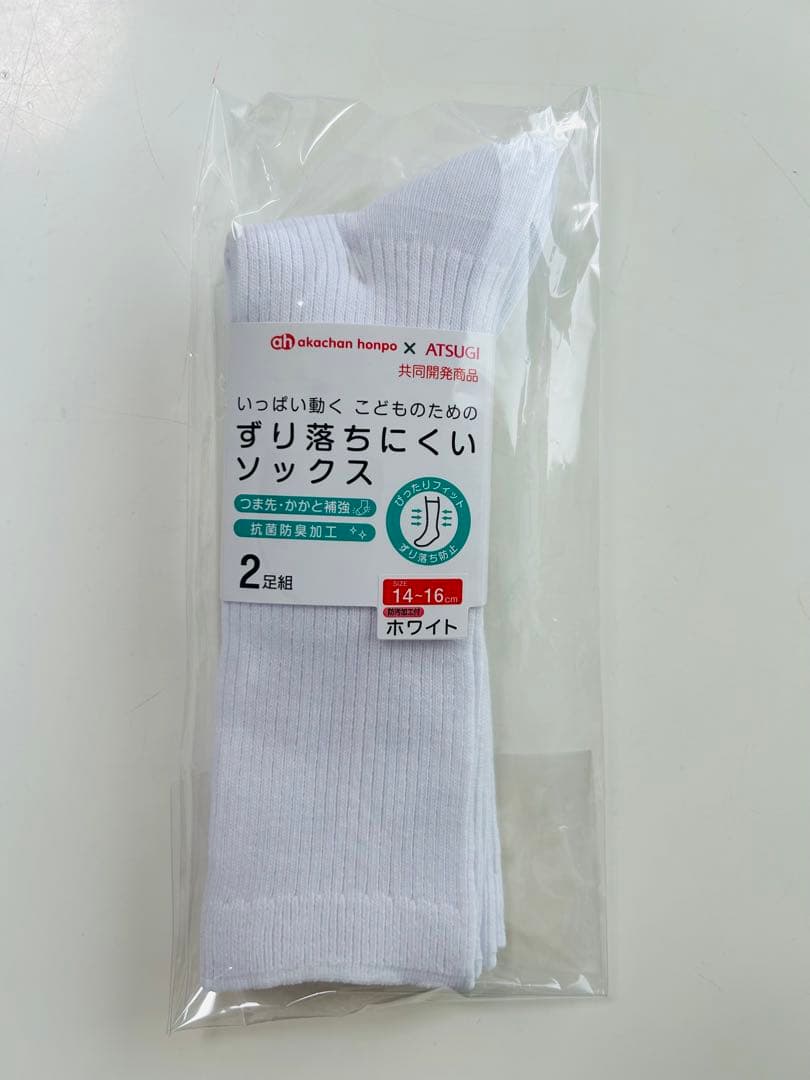 ah akachan honpo × ATSUGI
共同開発商品
いっぱい動く こどものための
ずり落ちにくい
ソックス
つま先・かかと補強
抗菌防臭加工
ぴったりフィット
ずり落ち防止
2足組
SIZE
14~16cm
防汚加工付
ホワイト